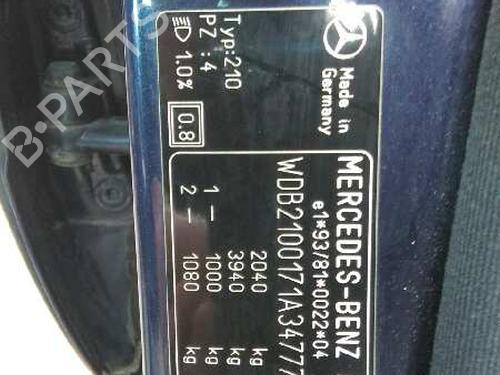 MERCEDES-BENZ
e1*93/81*0022*04
WDB2100171A34777
2040 kg
3940 kg
1— 1000 kg
2— 1080 kg
Made in
Germany
Typ:210
PZ :4
1.0%
0.8
B-PARTS